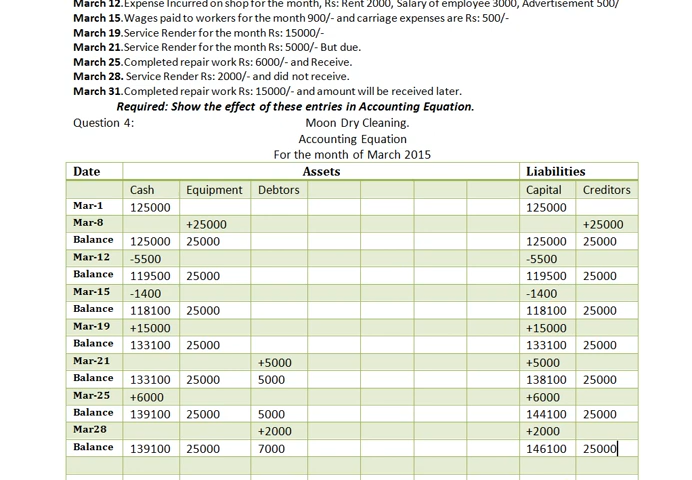 March 12.Expense Incurred on shop for the month, Rs: Rent 2000, Salary of employee 3000, Advertisement 500/
March 15.Wages paid to workers for the month 900/- and carriage expenses are Rs: 500/-
March 19.Service Render for the month Rs: 15000/-
March 21.Service Render for the month Rs: 5000/- But due.
March 25.Completed repair work Rs: 6000/- and Receive.
March 28. Service Render Rs: 2000/- and did not receive.
March 31.Completed repair work Rs: 15000/- and amount will be received later.
Required: Show the effect of these entries in Accounting Equation.
Question 4: Moon Dry Cleaning.
Accounting Equation
For the month of March 2015
Date Assets Liabilities
Cash Equipment Debtors Capital Creditors
Mar-1 125000 125000
Mar-8 +25000 +25000
Balance 125000 25000 125000 25000
Mar-12 -5500 -5500
Balance 119500 25000 119500 25000
Mar-15 -1400 -1400
Balance 118100 25000 118100 25000
Mar-19 +15000 +15000
Balance 133100 25000 133100 25000
Mar-21 +5000 +5000
Balance 133100 25000 5000 138100 25000
Mar-25 +6000 +6000
Balance 139100 25000 5000 144100 25000
Mar28 +2000 +2000
Balance 139100 25000 7000 146100 25000